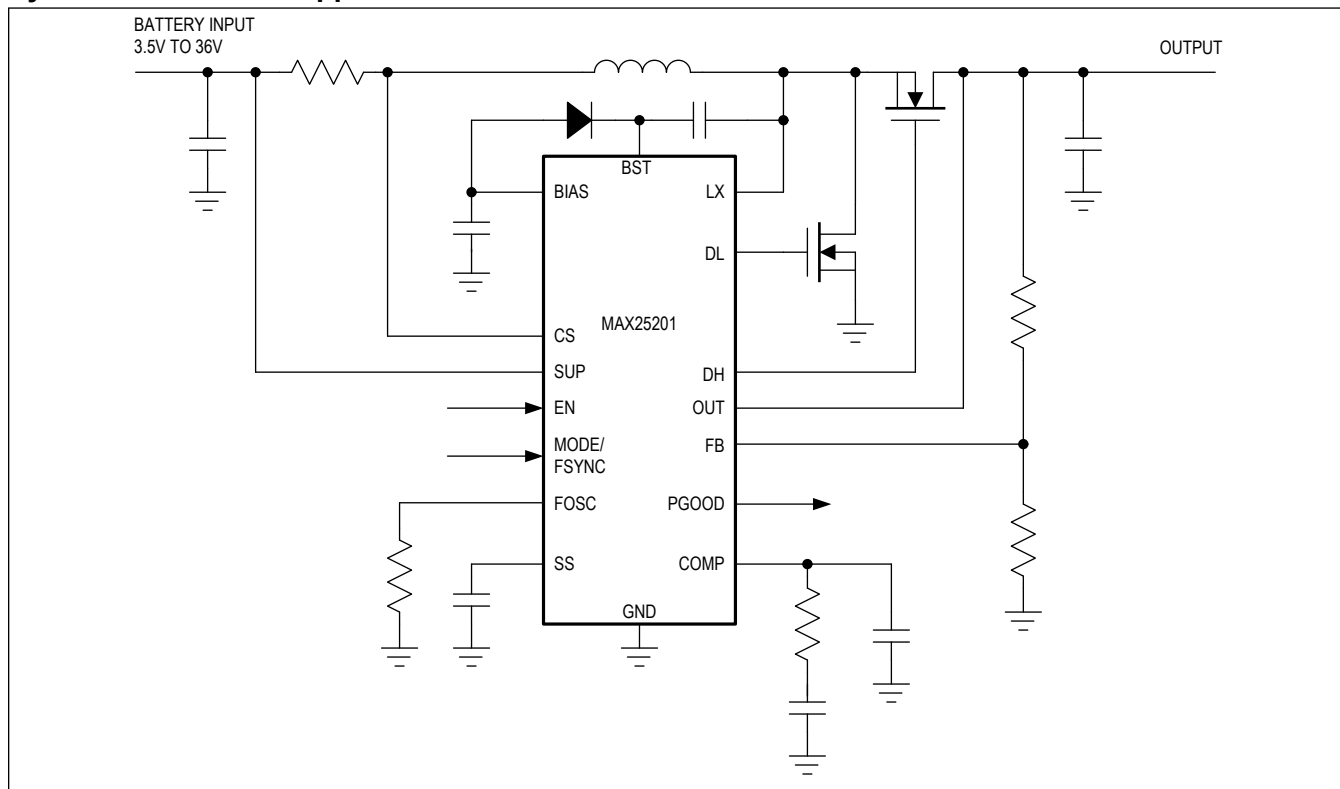 BATTERY INPUT
3.5V TO 36V
OUTPUT
BST
BIAS
LX
DL
MAX25201
CS
SUP
DH
EN
OUT
MODE/
FSYNC
FB
FOSC
PGOOD
SS
COMP
GND